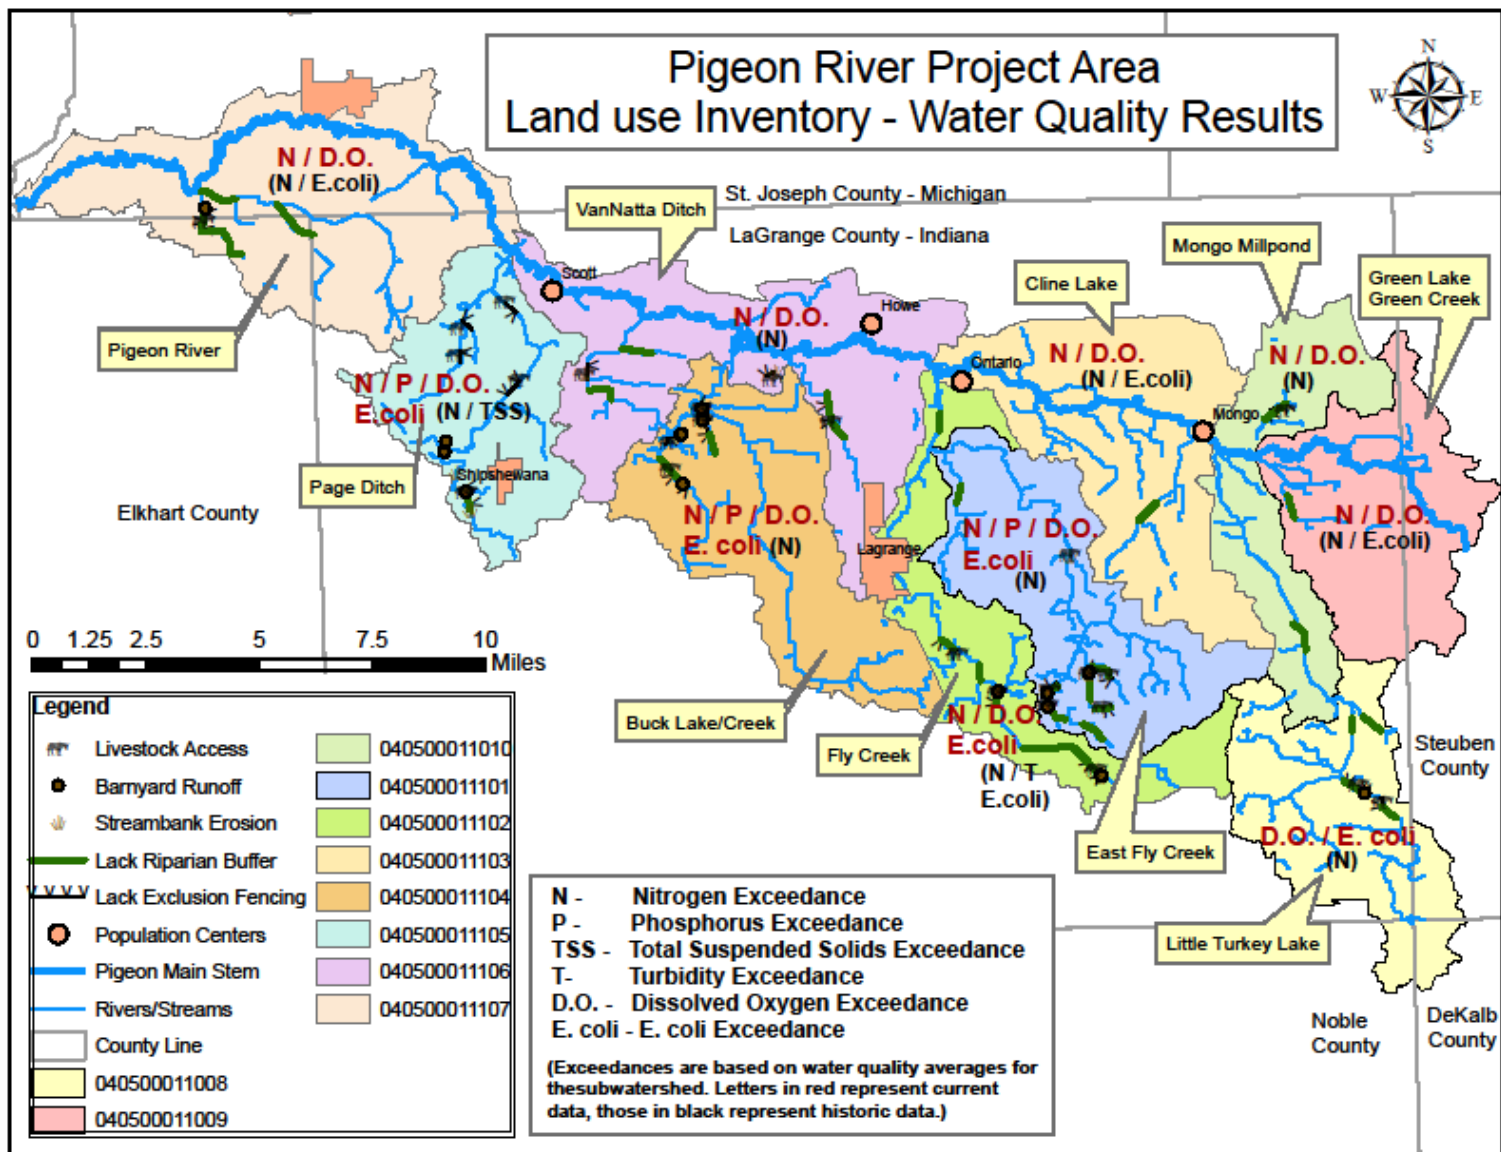 Pigeon River Project Area
Land use Inventory - Water Quality Results
N
W E
S
N / D.O.
(N / E.coli)
VanNatta Ditch
St. Joseph County - Michigan
LaGrange County - Indiana
Mongo Millpond
Green Lake
Green Creek
Cline Lake
Pigeon River
Scott
Howe
N / D.O.
(N)
N / D.O.
(N / E.coli)
N / D.O.
(N)
Ontario
Mongo
N / P / D.O.
E.coli (N / TSS)
Shipshewana
Page Ditch
Elkhart County
N / P / D.O.
E. coli (N)
Lagrange
N / P / D.O.
E.coli
(N)
N / D.O.
(N / E.coli)
0 1.25 2.5 5 7.5 10
Miles
Buck Lake/Creek
Fly Creek
N / D.O.
E.coli
(N / T
E.coli)
East Fly Creek
Steuben
County
D.O. / E. coli
(N)
Little Turkey Lake
Noble
County
DeKalb
County
Legend
Livestock Access
Barnyard Runoff
Streambank Erosion
Lack Riparian Buffer
Lack Exclusion Fencing
Population Centers
Pigeon Main Stem
Rivers/Streams
County Line
040500011008
040500011009
040500011010
040500011101
040500011102
040500011103
040500011104
040500011105
040500011106
040500011107
N - Nitrogen Exceedance
P - Phosphorus Exceedance
TSS - Total Suspended Solids Exceedance
T- Turbidity Exceedance
D.O. - Dissolved Oxygen Exceedance
E. coli - E. coli Exceedance
(Exceedances are based on water quality averages for
thesubwatershed. Letters in red represent current
data, those in black represent historic data.)